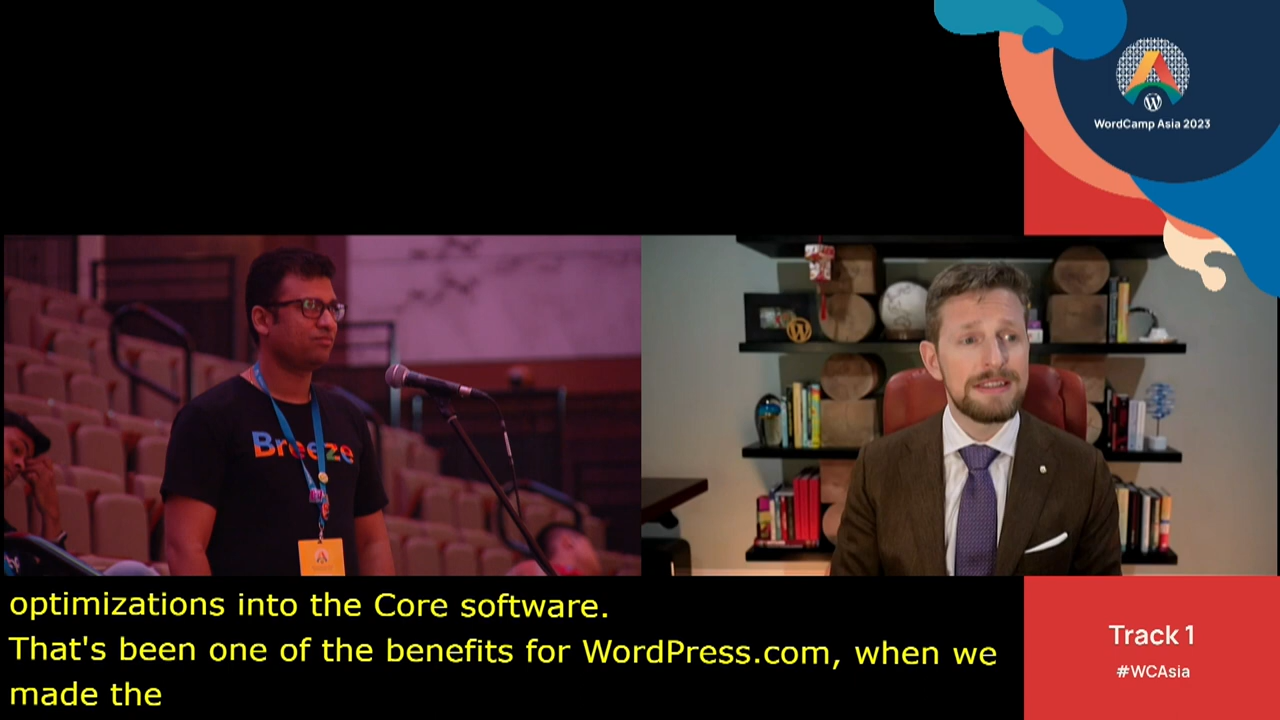 WordCamp Asia 2023
Breeze
optimizations into the Core software.
That's been one of the benefits for WordPress.com, when we
made the
Track 1
#WCAsia